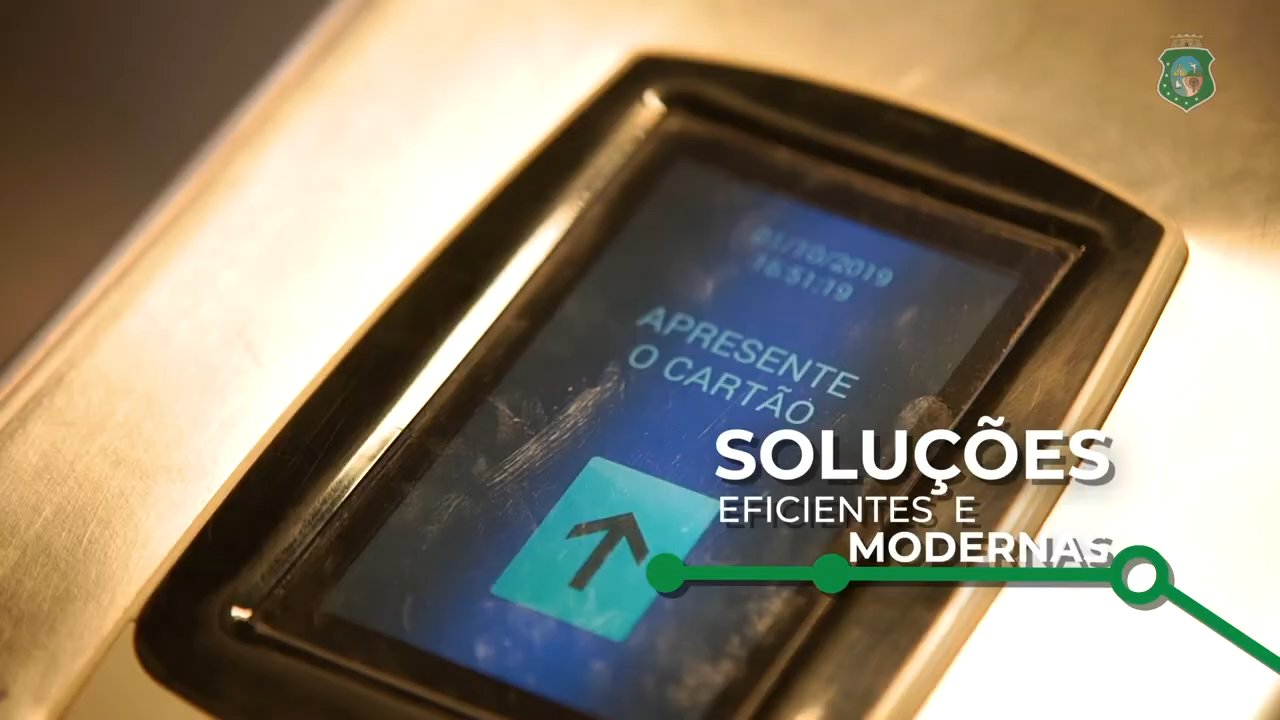 01/10/2019
16:51:19
APRESENTE
O CARTÃO
SOLUÇÕES
EFICIENTES E
MODERNAS